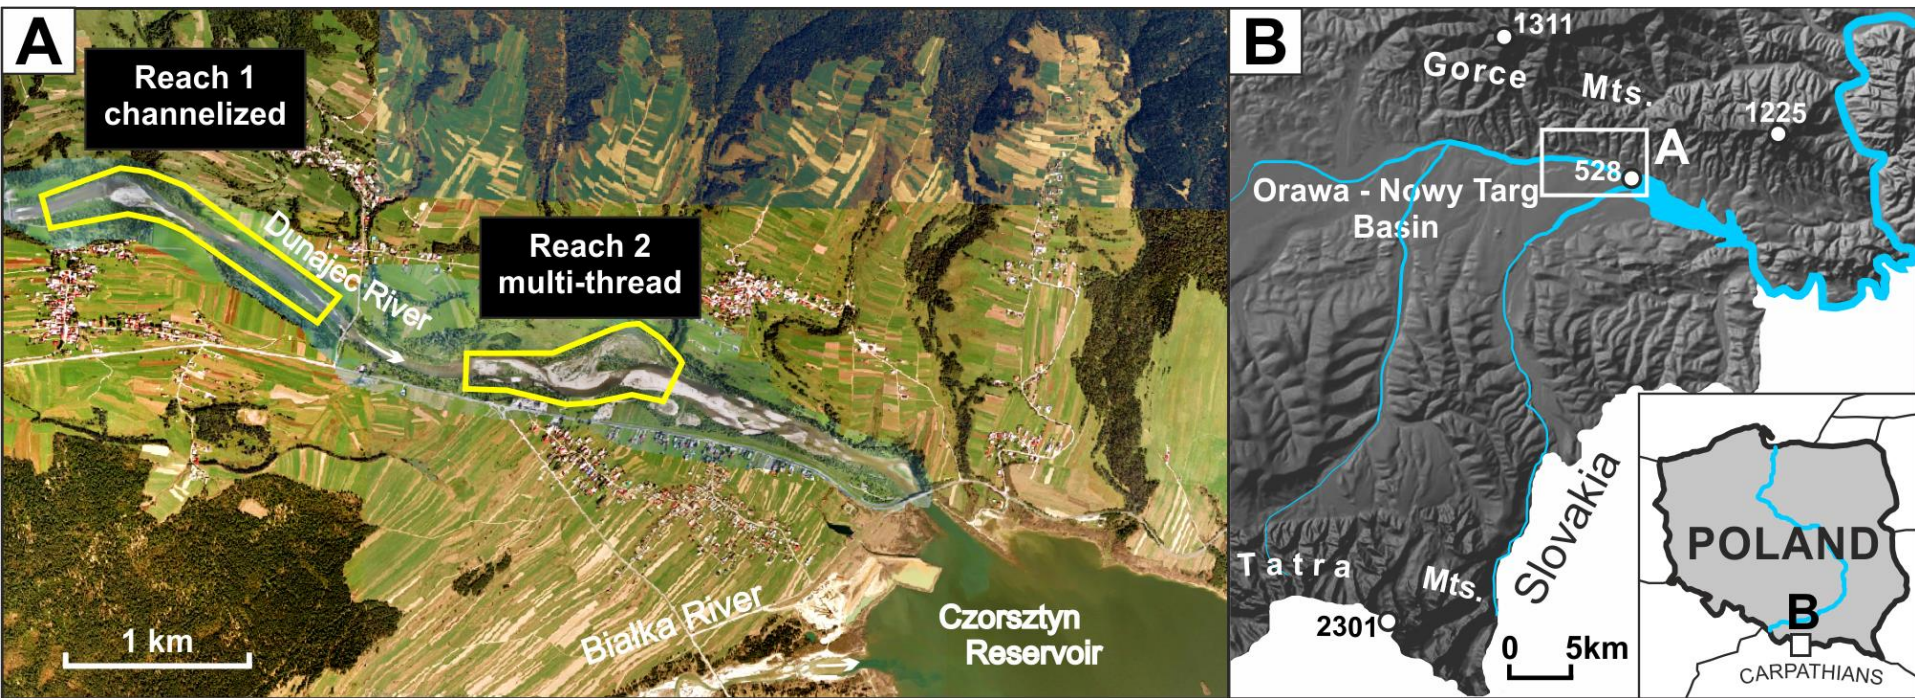 A
Reach 1
channelized
Dunajec River
Reach 2
multi-thread
Białka River
Czorsztyn
Reservoir
1 km
B
1311
Gorce Mts.
1225
A
528
Orawa - Nowy Targ
Basin
Tatra Mts.
2301
Slovakia
0 5km
POLAND
B
CARPATHIANS